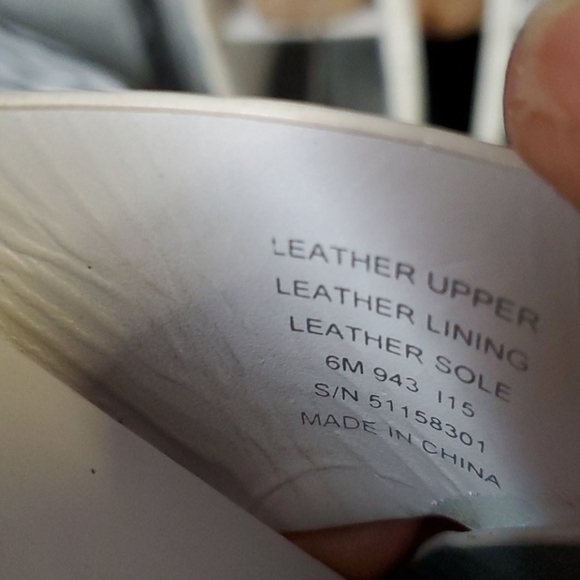 LEATHER UPPER
LEATHER LINING
LEATHER SOLE
6M 943 I15
S/N 51158301
MADE IN CHINA